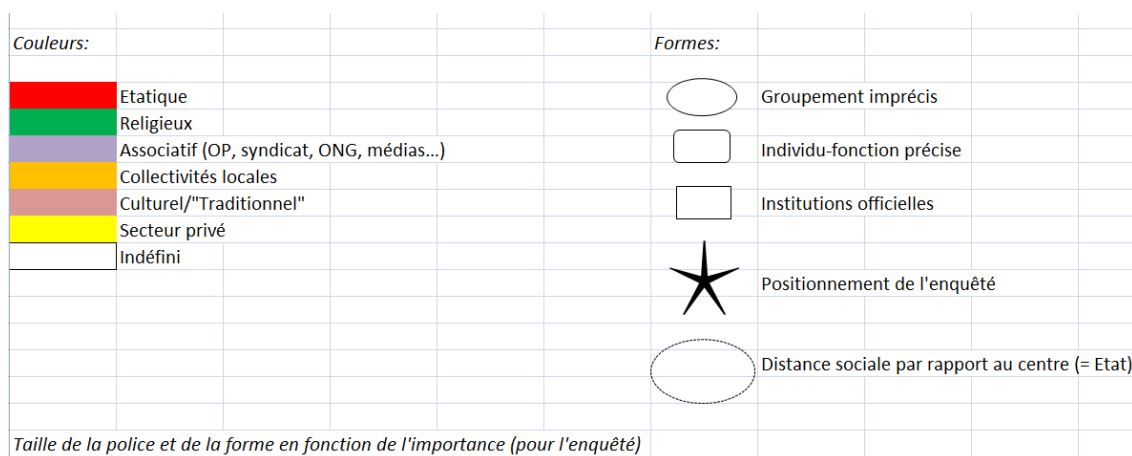 Couleurs:
Formes:
Etatique
Groupement imprécis
Religieux
Associatif (OP, syndicat, ONG, médias...)
Individu-fonction précise
Collectivités locales
Culturel/"Traditionnel"
Institutions officielles
Secteur privé
Indéfini
Positionnement de l'enquêté
Distance sociale par rapport au centre (= Etat)
Taille de la police et de la forme en fonction de l'importance (pour l'enquêté)